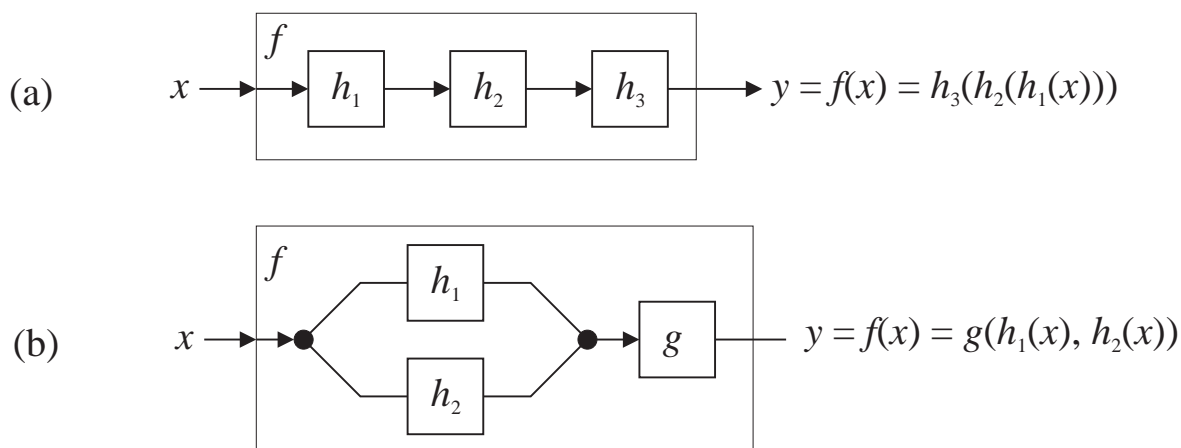 f
(a) x h₁ h₂ h₃ y = f(x) = h₃(h₂(h₁(x)))
f
h₁
(b) x g y = f(x) = g(h₁(x), h₂(x))
h₂